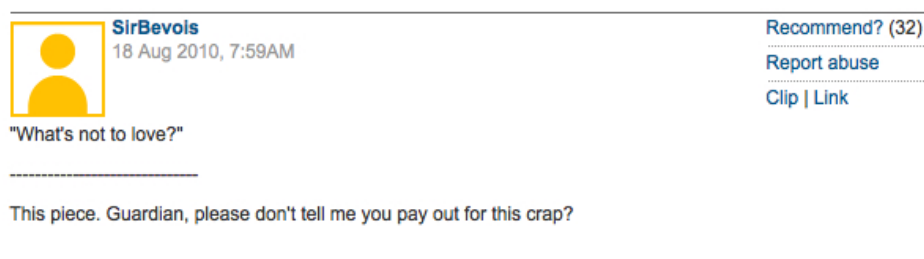 SirBevois
18 Aug 2010, 7:59AM
Recommend? (32)
Report abuse
Clip | Link
"What's not to love?"
------------------------------
This piece. Guardian, please don't tell me you pay out for this crap?